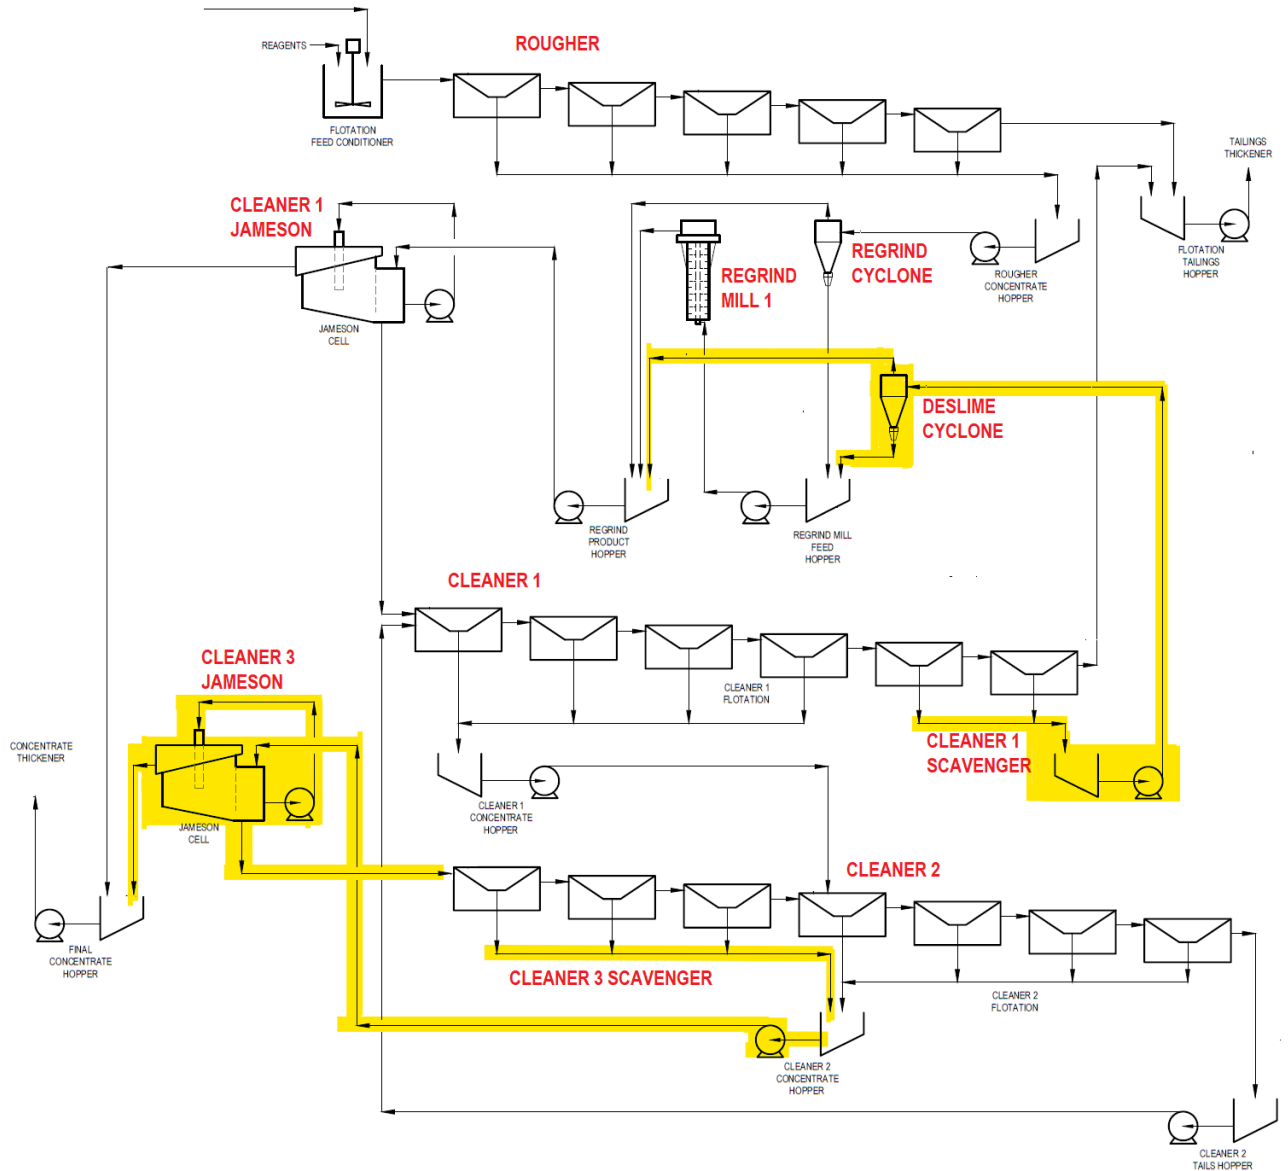 ROUGHER
REAGENTS
FLOTATION
FEED CONDITIONER
TAILINGS
THICKENER
CLEANER 1
JAMESON
REGRIND
MILL 1
REGRIND
CYCLONE
ROUGHER
CONCENTRATE
HOPPER
FLOTATION
TAILINGS
HOPPER
JAMESON
CELL
DESLIME
CYCLONE
REGRIND
PRODUCT
HOPPER
REGRIND MILL
FEED
HOPPER
CLEANER 1
CLEANER 3
JAMESON
CLEANER 1
FLOTATION
CLEANER 1
SCAVENGER
CONCENTRATE
THICKENER
JAMESON
CELL
CLEANER 1
CONCENTRATE
HOPPER
CLEANER 2
FINAL
CONCENTRATE
HOPPER
CLEANER 3 SCAVENGER
CLEANER 2
FLOTATION
CLEANER 2
CONCENTRATE
HOPPER
CLEANER 2
TAILS HOPPER